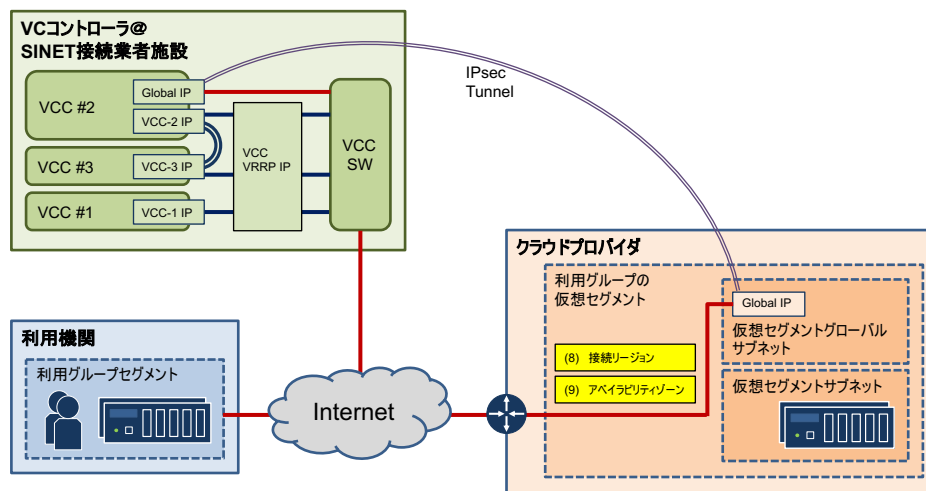 VCコントローラ@
SINET接続業者施設
VCC #2
Global IP
VCC-2 IP
VCC #3
VCC-3 IP
VCC #1
VCC-1 IP
VCC
VRRP IP
VCC
SW
IPsec
Tunnel
利用機関
利用グループセグメント
Internet
クラウドプロバイダ
利用グループの
仮想セグメント
(8) 接続リージョン
(9) アベイラビリティゾーン
Global IP
仮想セグメントグローバル
サブネット
仮想セグメントサブネット